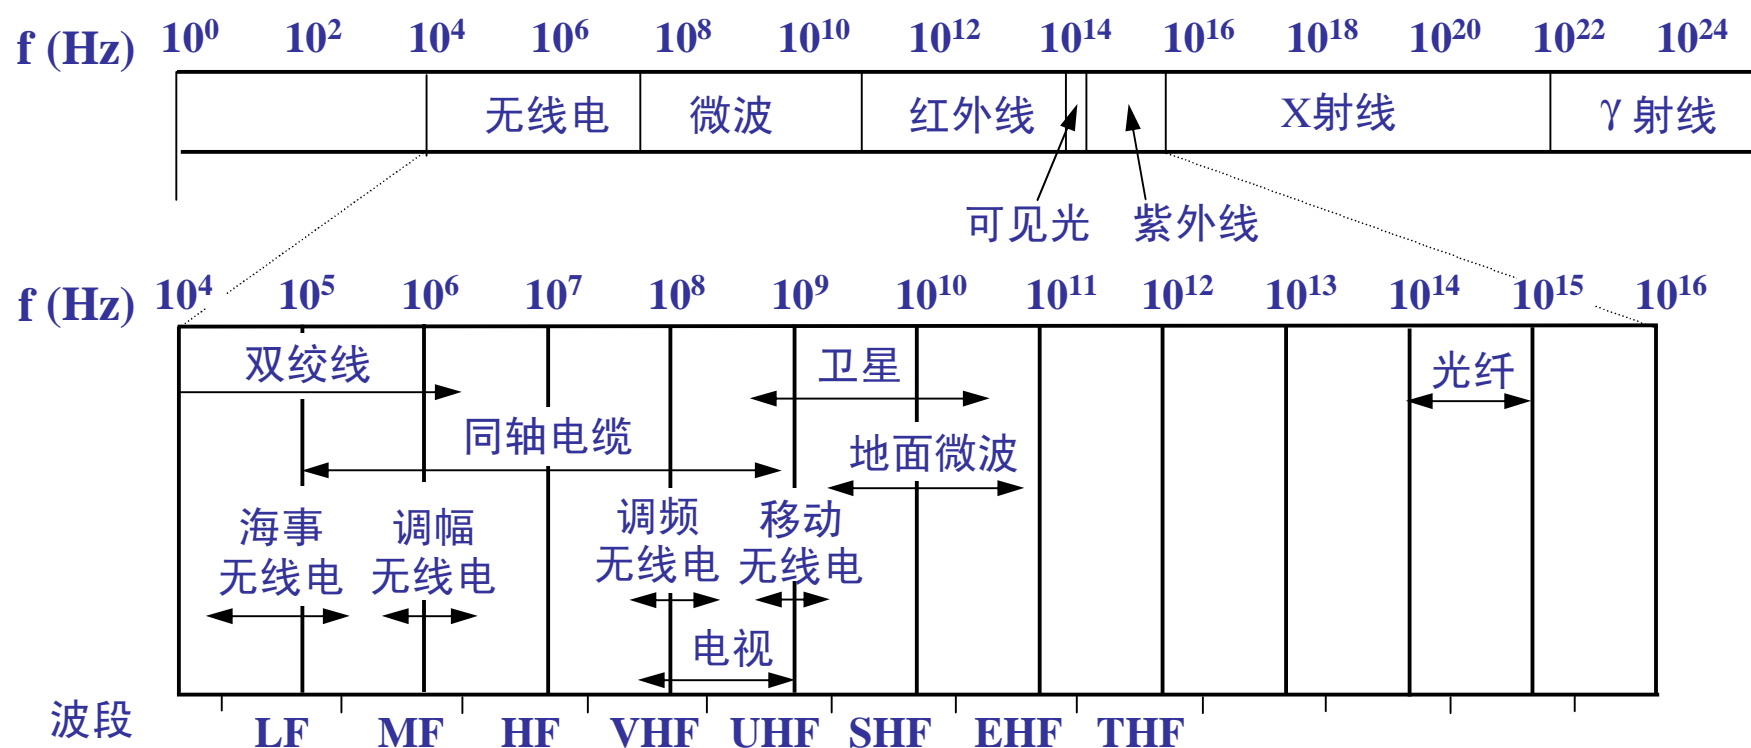 f (Hz) 10⁰ 10² 10⁴ 10⁶ 10⁸ 10¹⁰ 10¹² 10¹⁴ 10¹⁶ 10¹⁸ 10²⁰ 10²² 10²⁴
无线电 微波 红外线 X射线 γ 射线
可见光 紫外线
f (Hz) 10⁴ 10⁵ 10⁶ 10⁷ 10⁸ 10⁹ 10¹⁰ 10¹¹ 10¹² 10¹³ 10¹⁴ 10¹⁵ 10¹⁶
双绞线 卫星 光纤
同轴电缆 地面微波
海事 调幅 调频 移动
无线电 无线电 无线电 无线电
电视
波段 LF MF HF VHF UHF SHF EHF THF